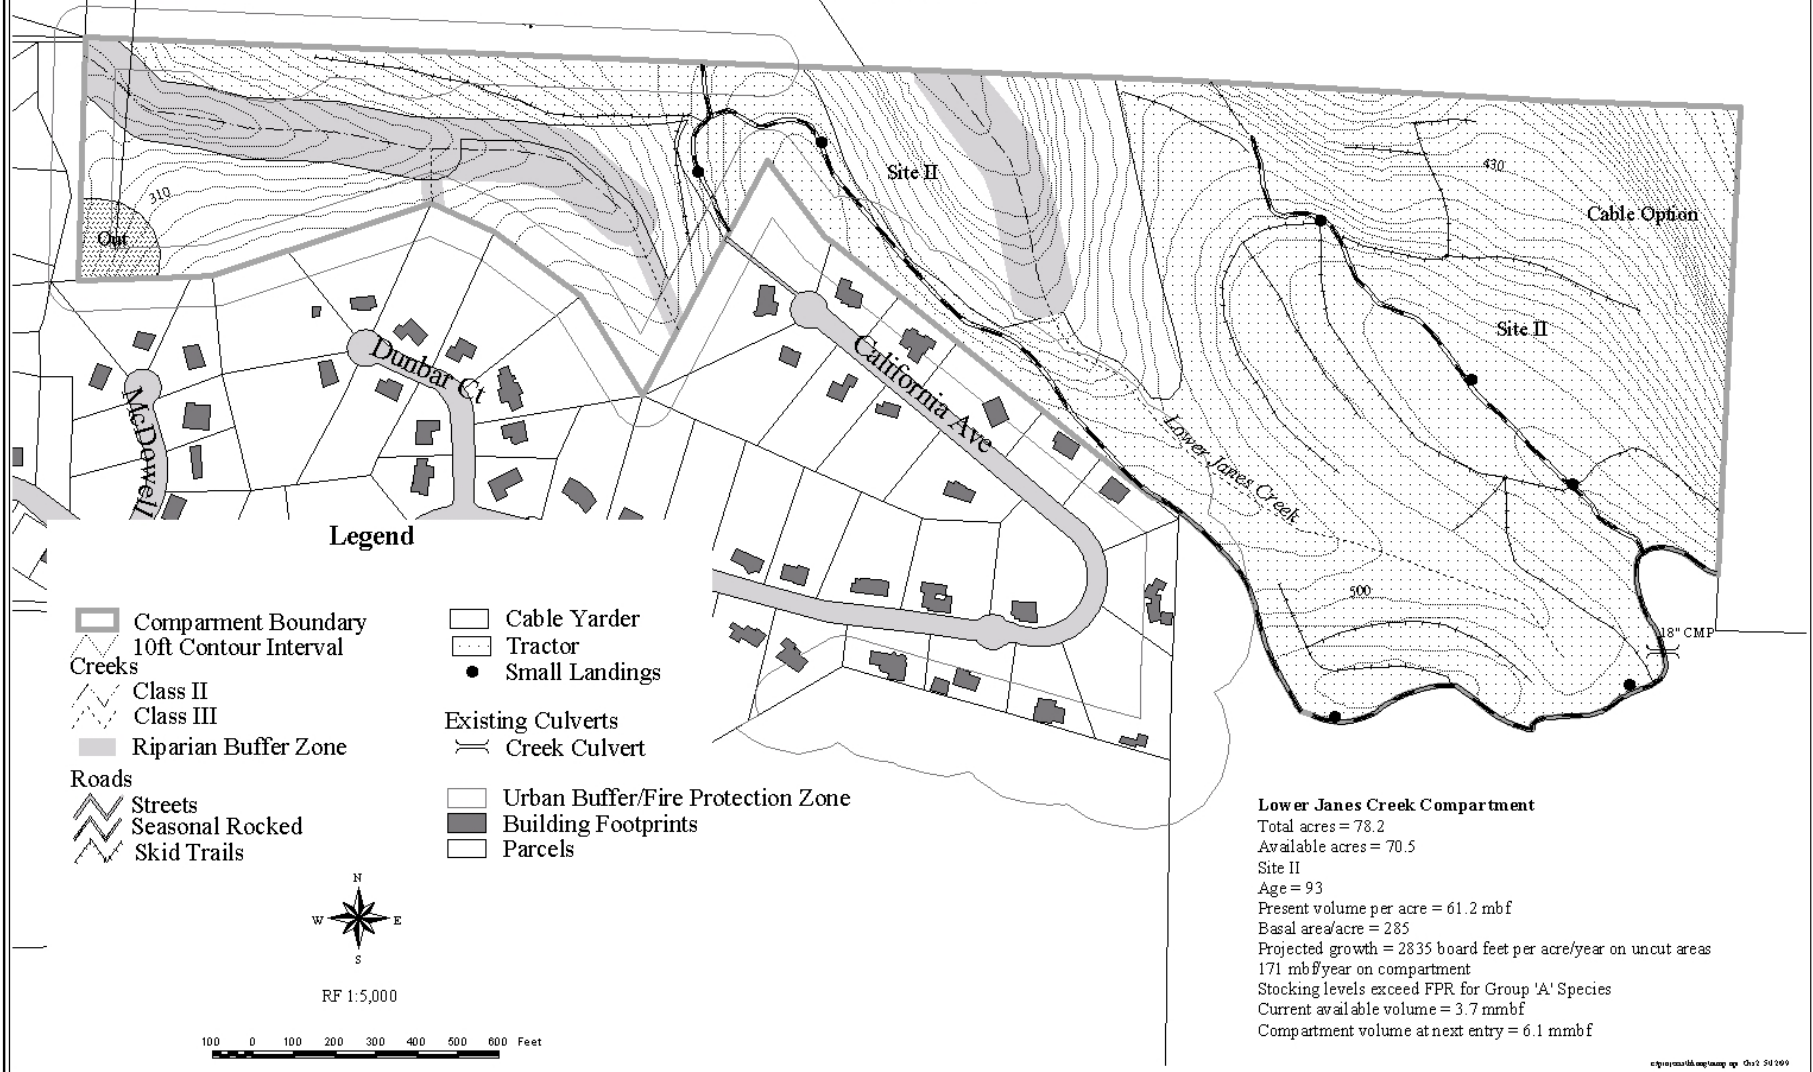 Site II
430
Cable Option
310
Out
Site II
Dunbar Ct
California Ave
McDowell
Lower Janes Creek
500
18" CMP
Legend
Comparment Boundary
10ft Contour Interval
Creeks
Class II
Class III
Riparian Buffer Zone
Roads
Streets
Seasonal Rocked
Skid Trails
Cable Yarder
Tractor
Small Landings
Existing Culverts
Creek Culvert
Urban Buffer/Fire Protection Zone
Building Footprints
Parcels
N
W E
S
RF 1:5,000
100 0 100 200 300 400 500 600 Feet
Lower Janes Creek Compartment
Total acres = 78.2
Available acres = 70.5
Site II
Age = 93
Present volume per acre = 61.2 mbf
Basal area/acre = 285
Projected growth = 2835 board feet per acre/year on uncut areas
171 mbf/year on compartment
Stocking levels exceed FPR for Group 'A' Species
Current available volume = 3.7 mmbf
Compartment volume at next entry = 6.1 mmbf